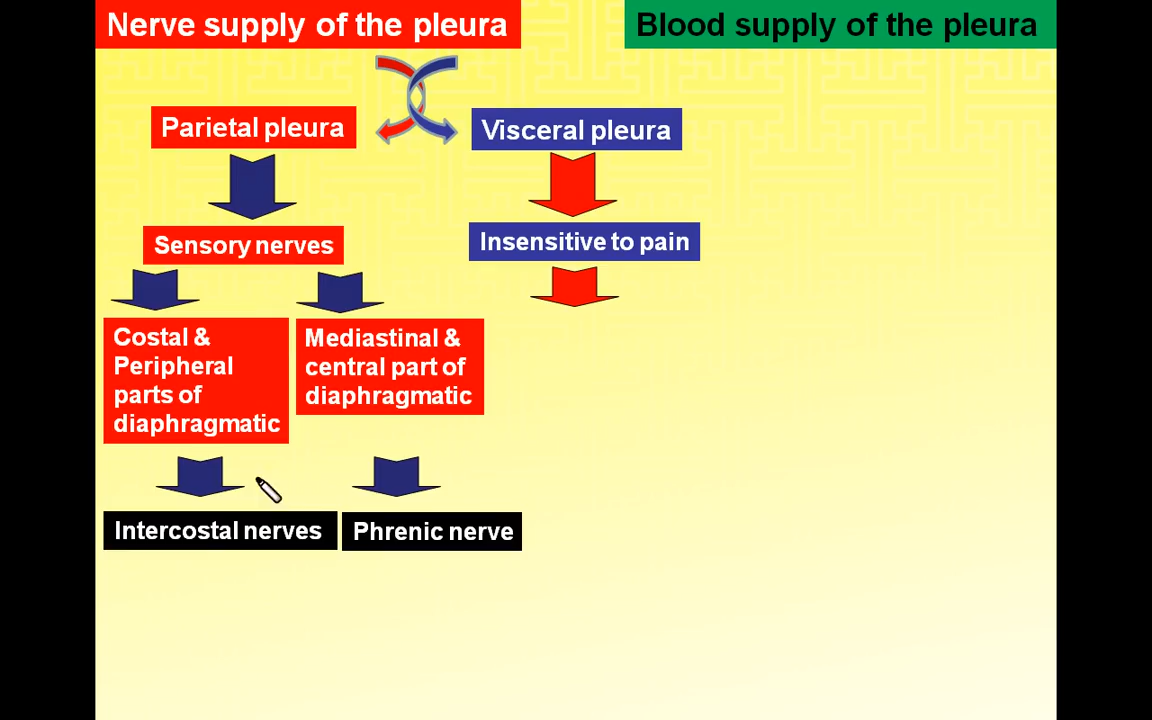 Nerve supply of the pleura
Blood supply of the pleura
Parietal pleura
Visceral pleura
Sensory nerves
Insensitive to pain
Costal &
Peripheral
parts of
diaphragmatic
Mediastinal &
central part of
diaphragmatic
Intercostal nerves
Phrenic nerve